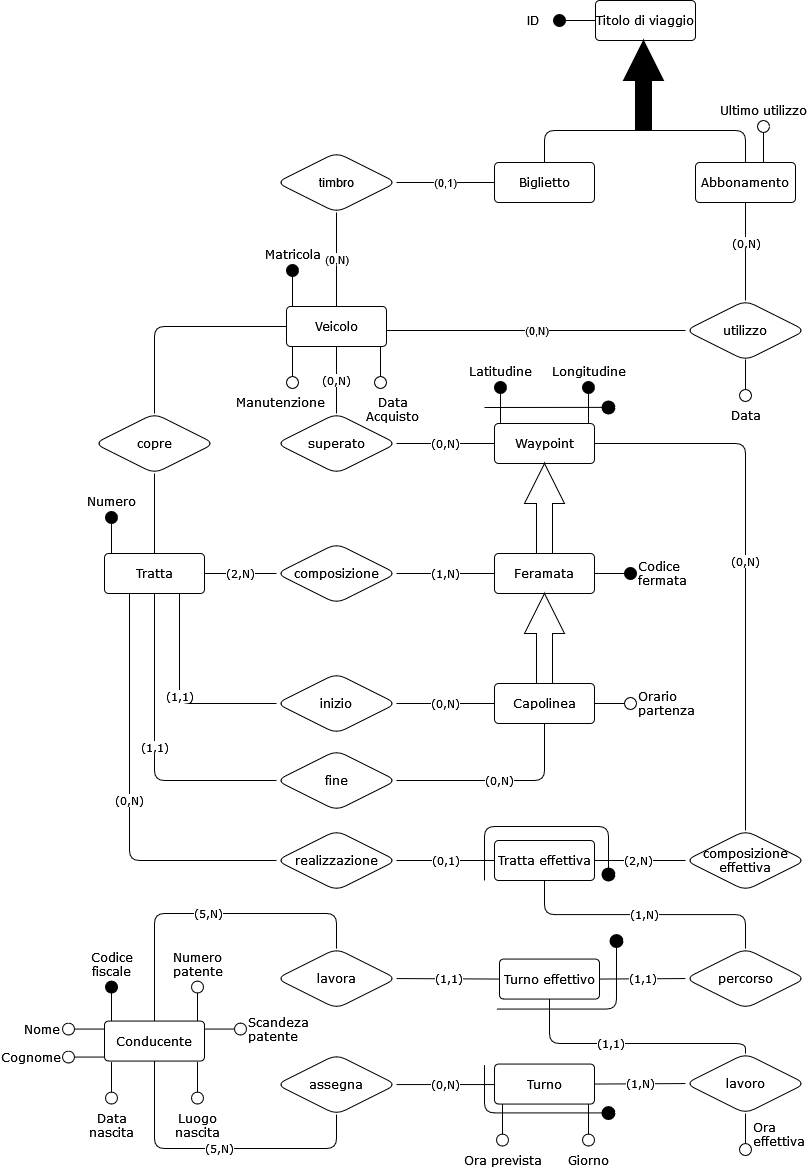 ID
Titolo di viaggio
Ultimo utilizzo
timbro
(0,1)
Biglietto
Abbonamento
(0,N)
Matricola
(0,N)
Veicolo
(0,N)
utilizzo
Manutenzione
(0,N)
Data
Acquisto
Latitudine
Longitudine
Data
copre
superato
(0,N)
Waypoint
Numero
(0,N)
Tratta
(2,N)
composizione
(1,N)
Feramata
Codice
fermata
(1,1)
inizio
(0,N)
Capolinea
Orario
partenza
(1,1)
fine
(0,N)
(0,N)
realizzazione
(0,1)
Tratta effettiva
(2,N)
composizione
effettiva
(5,N)
(1,N)
Codice
fiscale
Numero
patente
lavora
(1,1)
Turno effettivo
(1,1)
percorso
Nome
Cognome
Conducente
Scandeza
patente
(1,1)
assegna
(0,N)
Turno
(1,N)
lavoro
Data
nascita
Luogo
nascita
(5,N)
Ora prevista
Giorno
Ora
effettiva